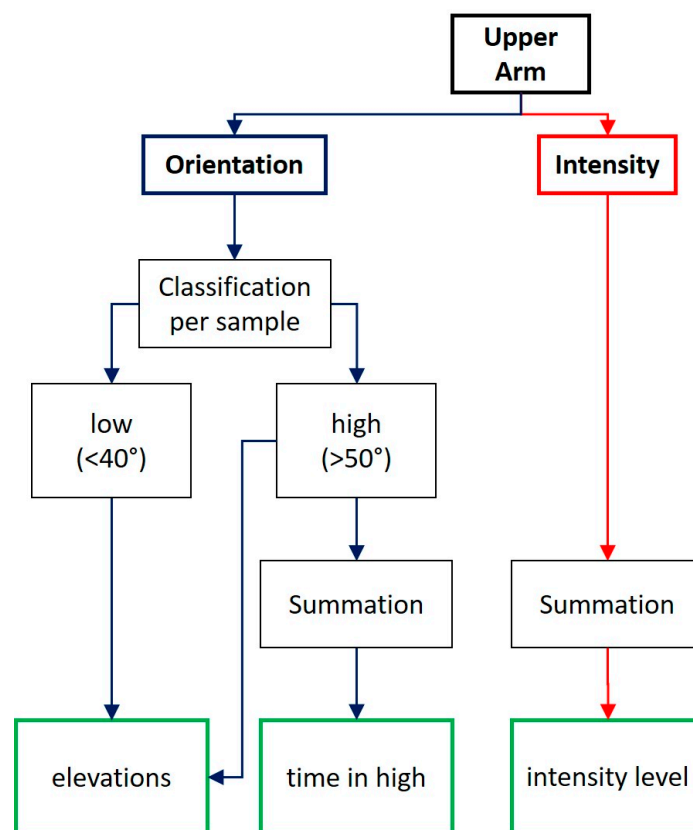 Upper
Arm
Orientation
Intensity
Classification
per sample
low
(<40°)
high
(>50°)
Summation
Summation
elevations
time in high
intensity level